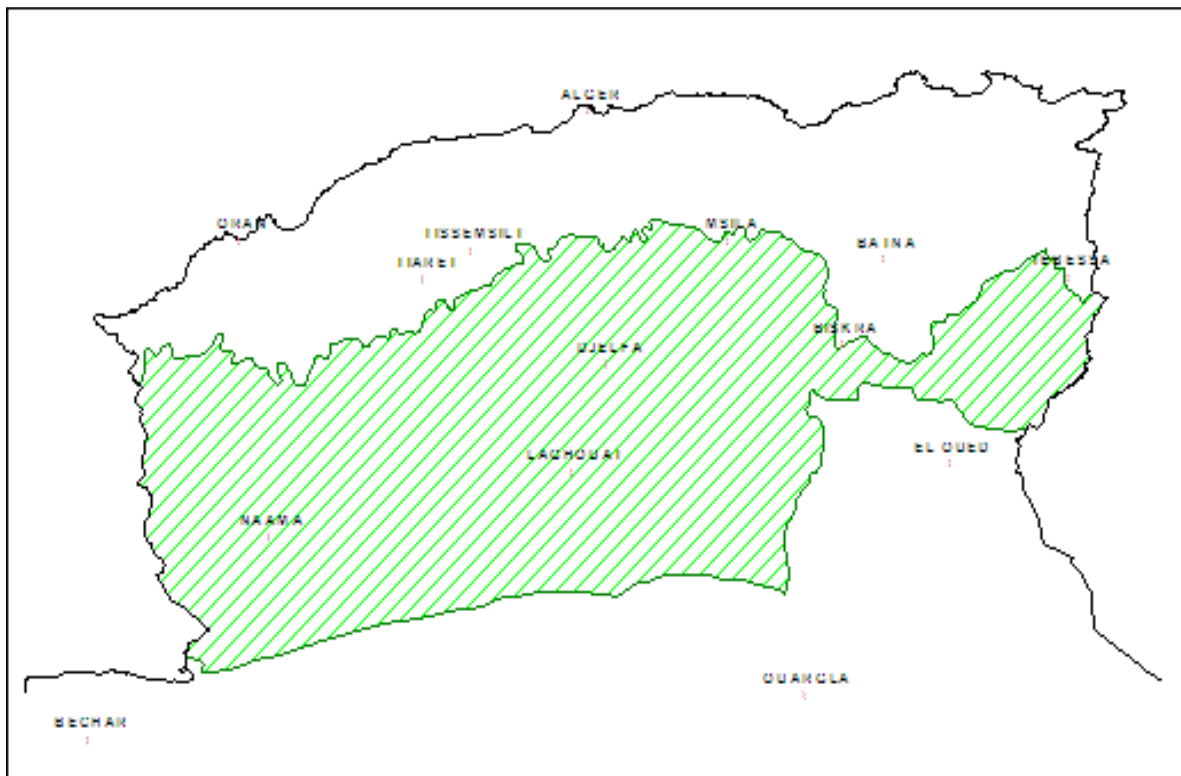 ALGER
ORAN
TISSEMSILT
MSILA
BATNA
TIARET
TEBESSA
BISKRA
DJELFA
EL OUED
LAGHOUAT
NAAMA
OUARGLA
BECHAR